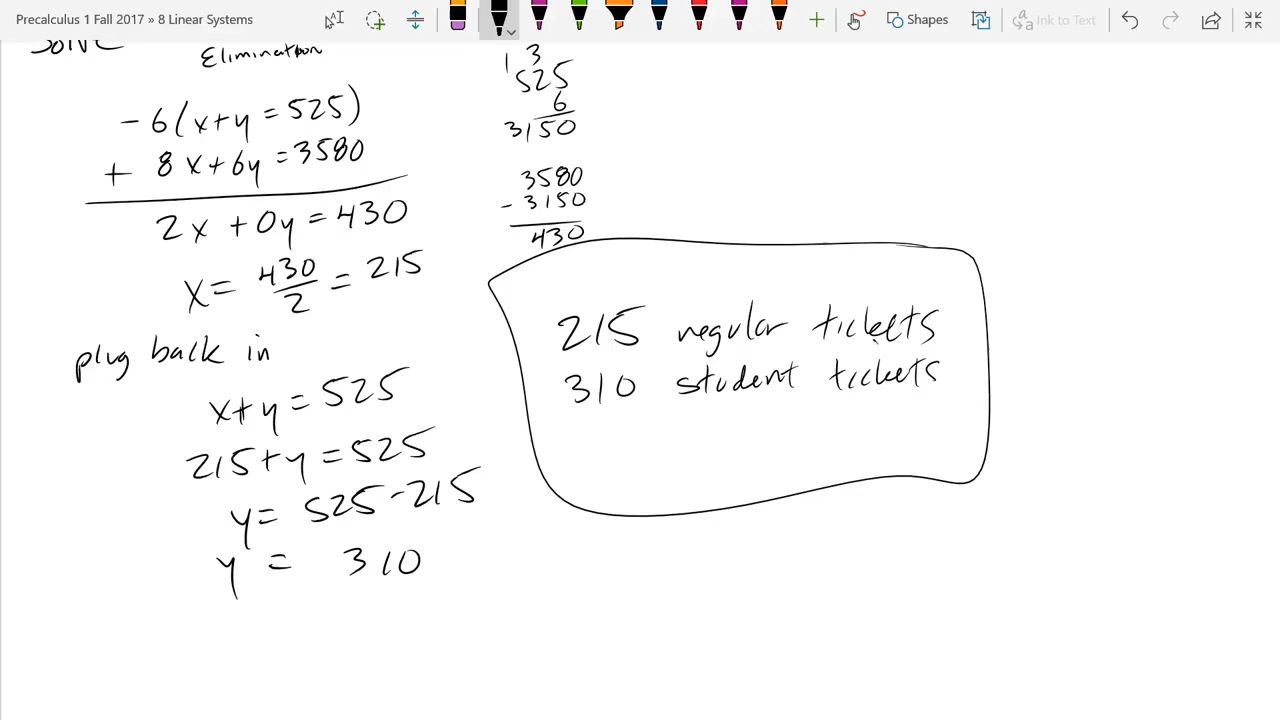 Precalculus 1 Fall 2017 » 8 Linear Systems
Shapes
Ink to Text
Solve
Elimination
-6(x+y=525)
+ 8x+6y=3580
2x+0y=430
x= 430/2 = 215
plug back in
x+y=525
215+y=525
y= 525-215
y = 310
1 3
525
6
3150
3580
-3150
430
215 regular tickets
310 student tickets